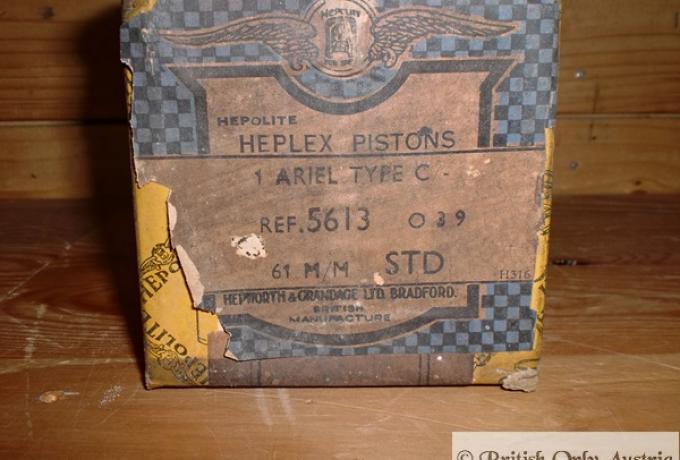 HEPOLITE
HEPLEX PISTONS
1 ARIEL TYPE C -
REF. 5613 O 39
61 M/M STD
H316
HEPWORTH & GRANDAGE LTD. BRADFORD.
BRITISH
MANUFACTURE
© British Only Austria